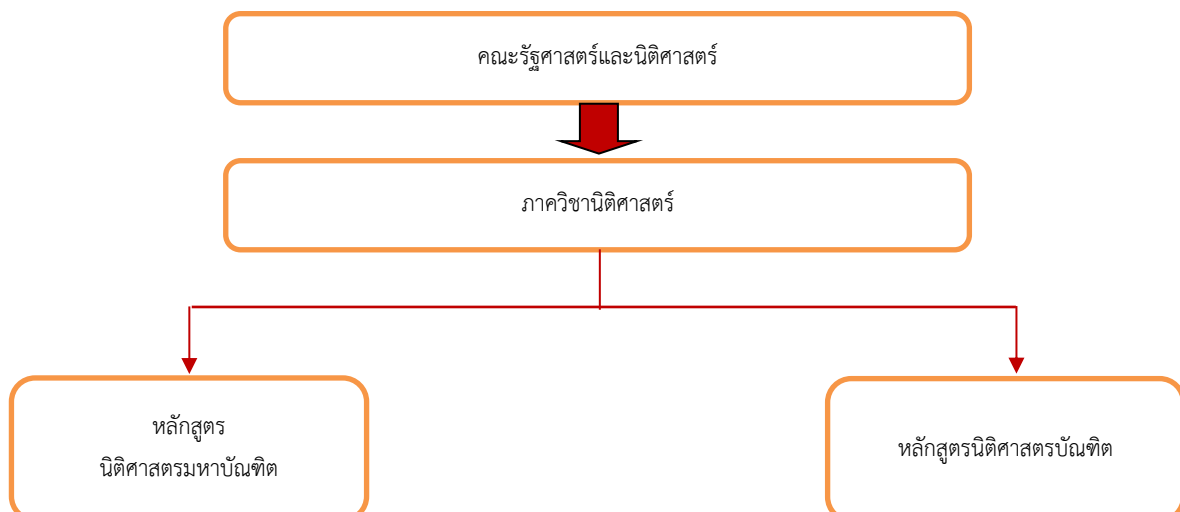 คณะรัฐศาสตร์และนิติศาสตร์
ภาควิชานิติศาสตร์
หลักสูตร
นิติศาสตรมหาบัณฑิต
หลักสูตรนิติศาสตรบัณฑิต